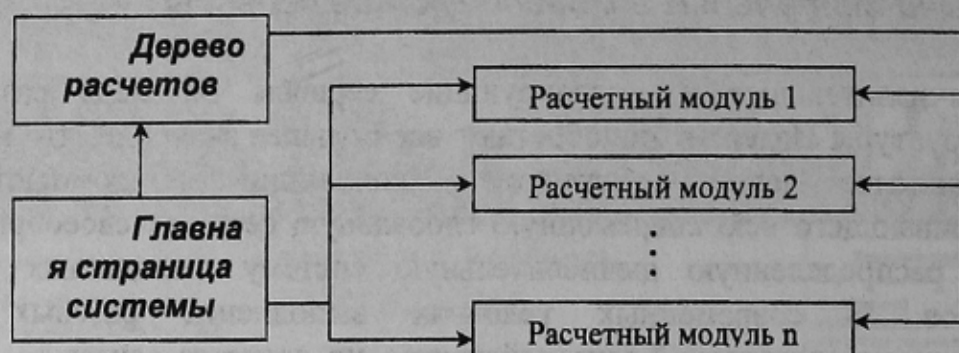 Дерево
расчетов
Расчетный модуль 1
Расчетный модуль 2
Главна
я страница
системы
Расчетный модуль n